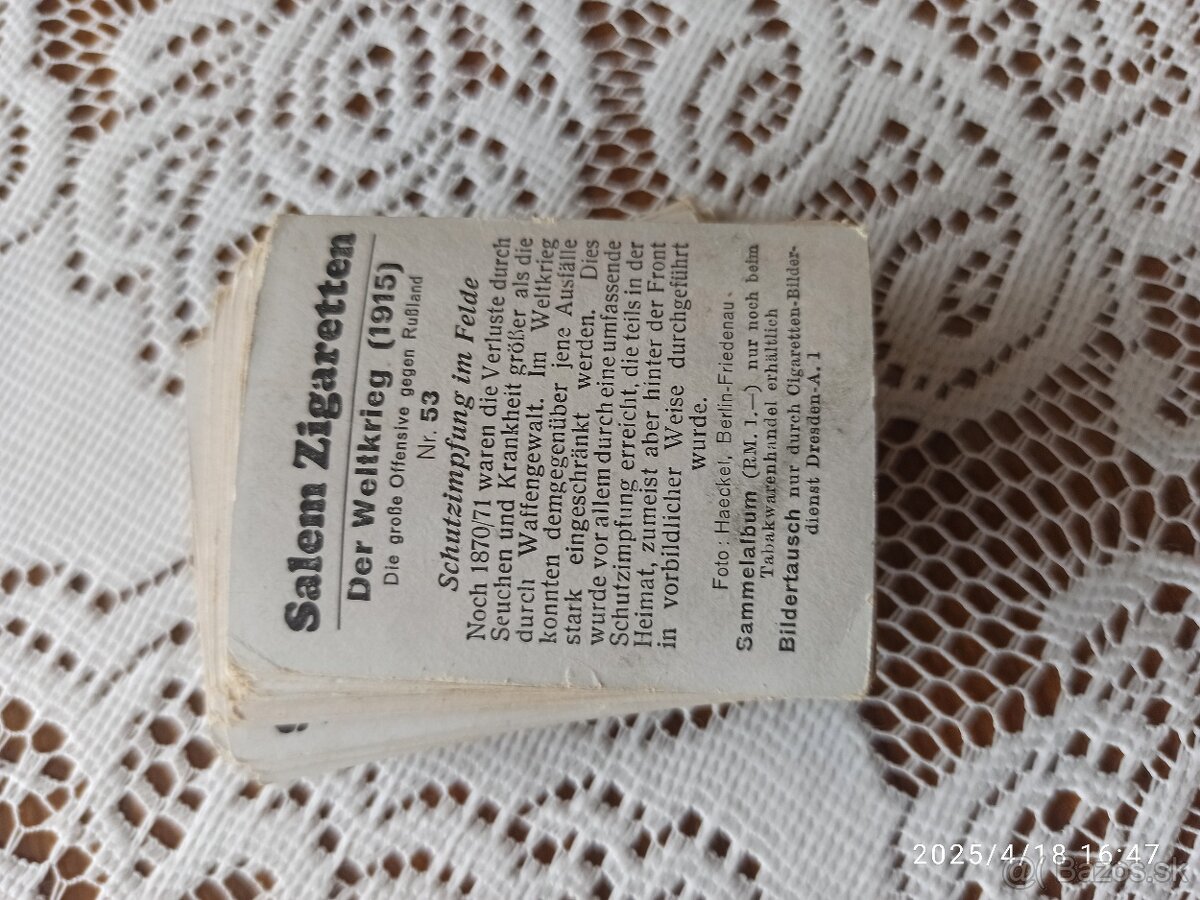 Salem Zigaretten
Der Weltkrieg (1915)
Die große Offensive gegen Rußland
Nr. 53
Schutzimpfung im Felde
Noch 1870/71 waren die Verluste durch
Seuchen und Krankheit größer als die
durch Waffengewalt. Im Weltkrieg
konnten demgegenüber jene Ausfälle
stark eingeschränkt werden. Dies
wurde vor allem durch eine umfassende
Schutzimpfung erreicht, die teils in der
Heimat, zumeist aber hinter der Front
in vorbildlicher Weise durchgeführt
wurde.
Foto: Haeckel, Berlin-Friedenau.
Sammelalbum (RM. 1.—) nur noch beim
Tabakwarenhandel erhältlich
Bildertausch nur durch Cigaretten-Bilder-
dienst Dresden-A. 1
2025/4/18 16:47
Bazos.sk